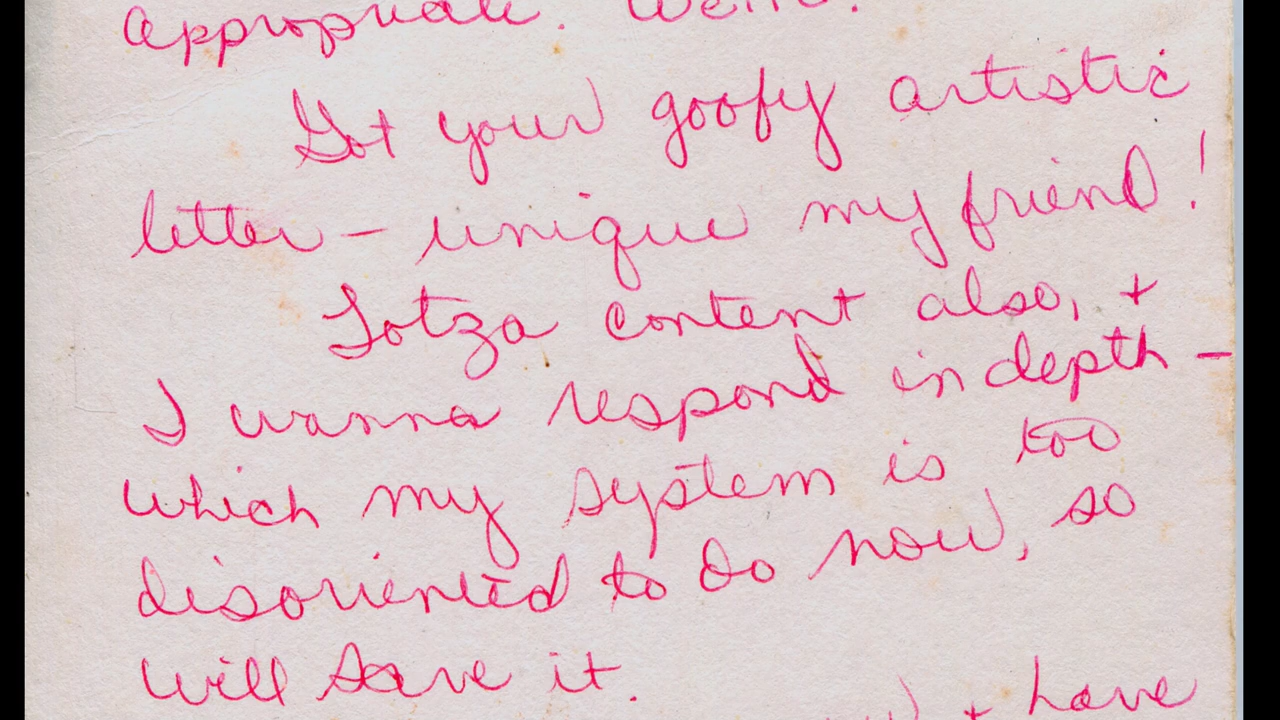 appropriate. Weird.
Got your goofy artistic
letter – unique my friend!
Lotza content also, +
I wanna respond in depth –
which my system is too
disoriented to do now, so
will save it.
+ have